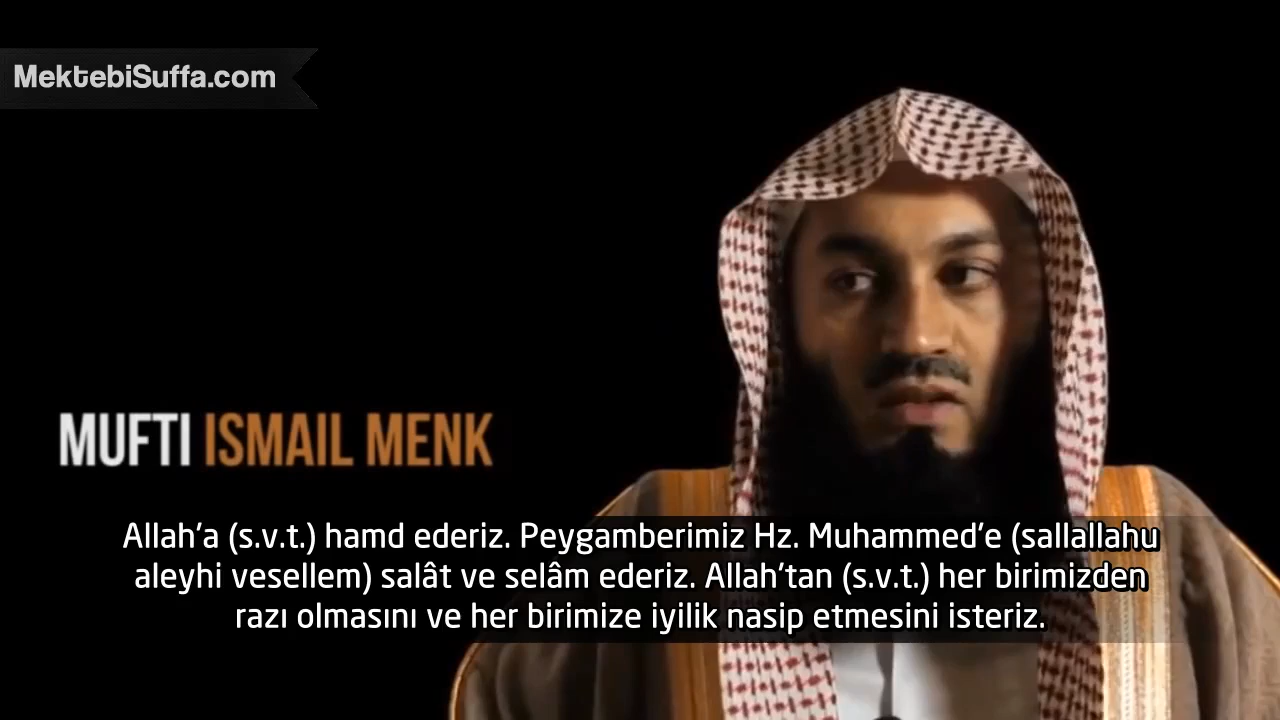 MektebiSuffa.com
MUFTI ISMAIL MENK
Allah'a (s.v.t.) hamd ederiz. Peygamberimiz Hz. Muhammed'e (sallallahu
aleyhi vesellem) salât ve selâm ederiz. Allah'tan (s.v.t.) her birimizden
razı olmasını ve her birimize iyilik nasip etmesini isteriz.